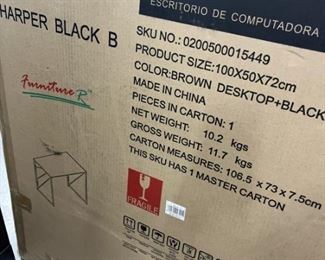 ESCRITORIO DE COMPUTADORA
HARPER BLACK B
SKU NO.: 0200500015449
PRODUCT SIZE:100X50X72cm
COLOR:BROWN DESKTOP+BLACK
MADE IN CHINA
PIECES IN CARTON: 1
NET WEIGHT: 10.2 kgs
GROSS WEIGHT: 11.7 kgs
CARTON MEASURES: 106.5 x 73 x 7.5cm
THIS SKU HAS 1 MASTER CARTON
Furniture R
FRAGILE